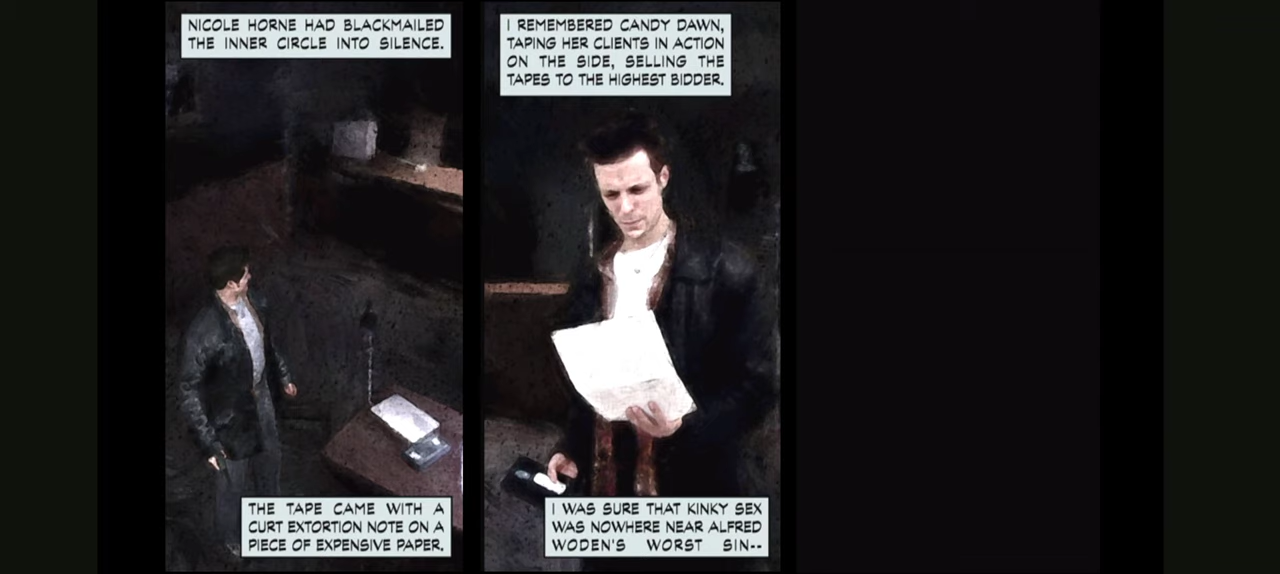 NICOLE HORNE HAD BLACKMAILED
THE INNER CIRCLE INTO SILENCE.
THE TAPE CAME WITH A
CURT EXTORTION NOTE ON A
PIECE OF EXPENSIVE PAPER.
I REMEMBERED CANDY DAWN,
TAPING HER CLIENTS IN ACTION
ON THE SIDE, SELLING THE
TAPES TO THE HIGHEST BIDDER.
I WAS SURE THAT KINKY SEX
WAS NOWHERE NEAR ALFRED
WODEN'S WORST SIN--